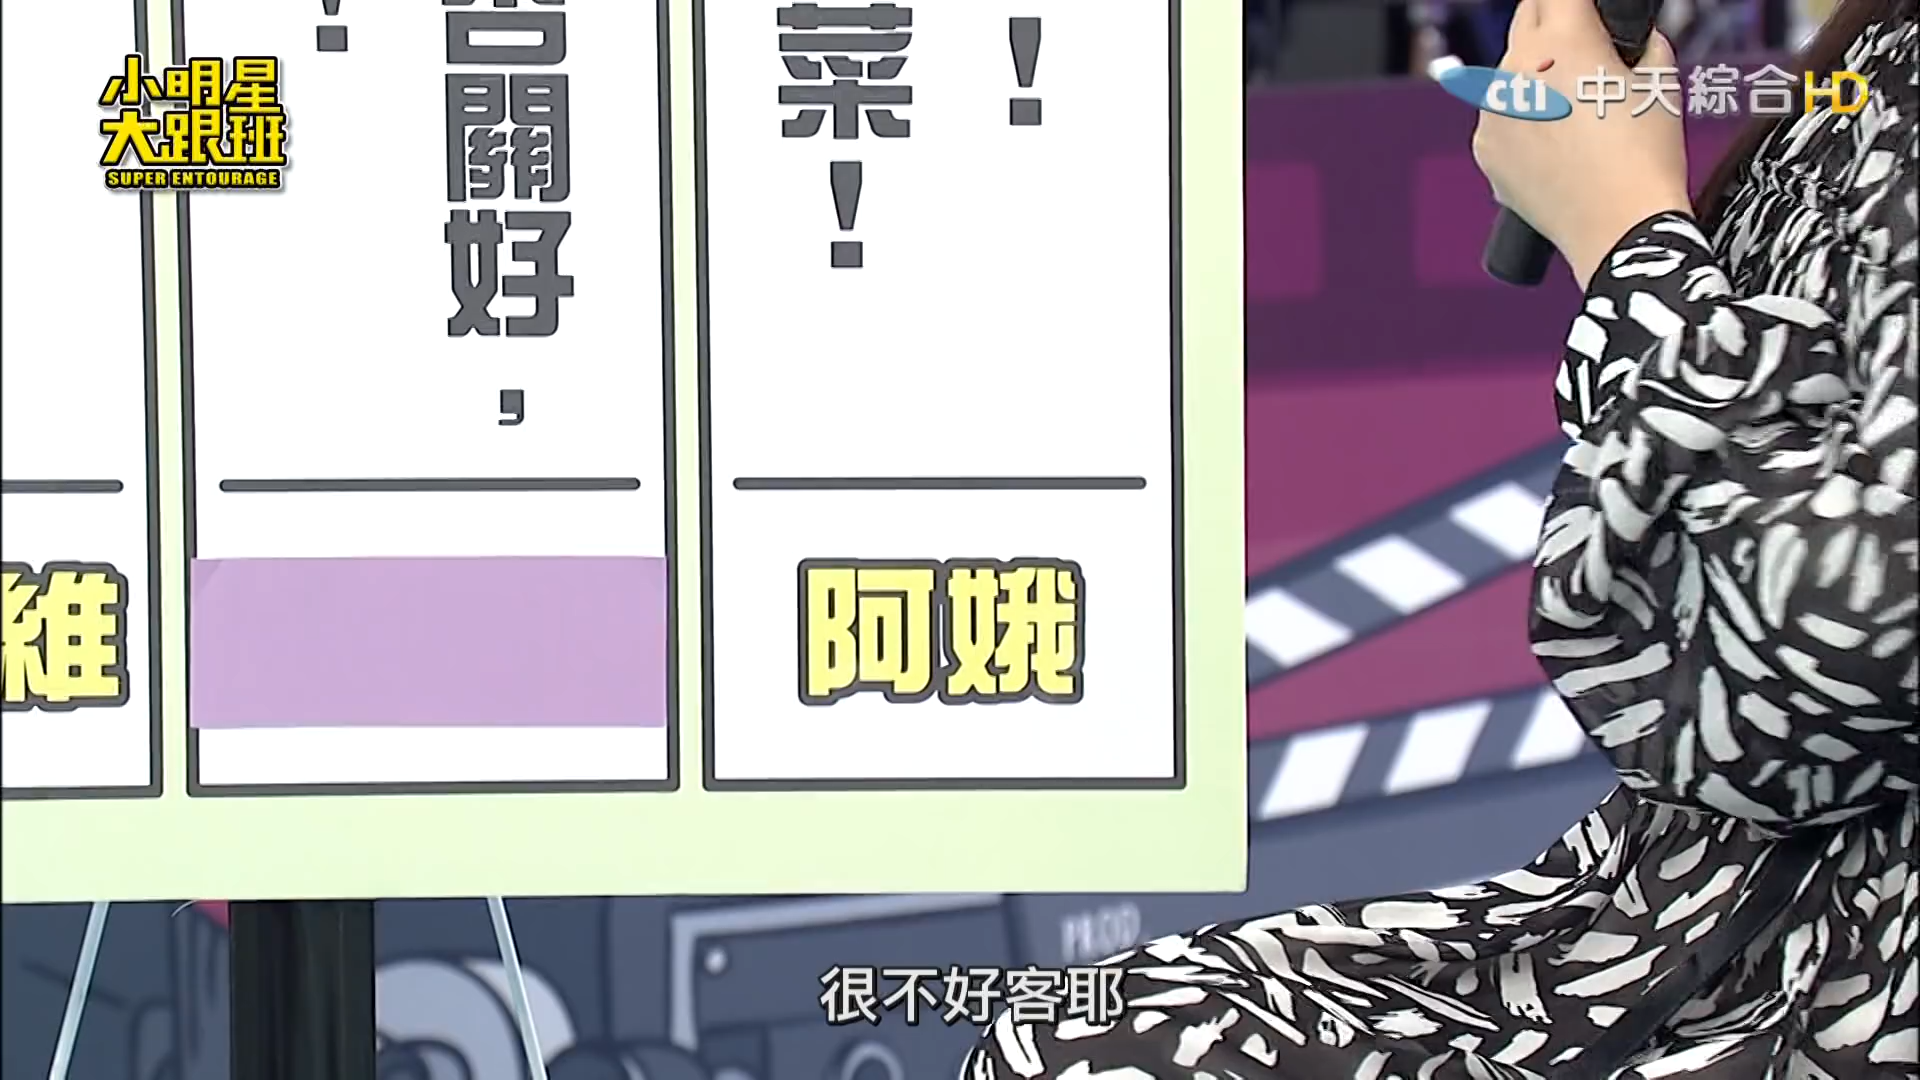 小明星
大跟班
SUPER ENTOURAGE
cti 中天綜合HD
！
菜！
關好，
！
阿娥
維
PROD
很不好客耶